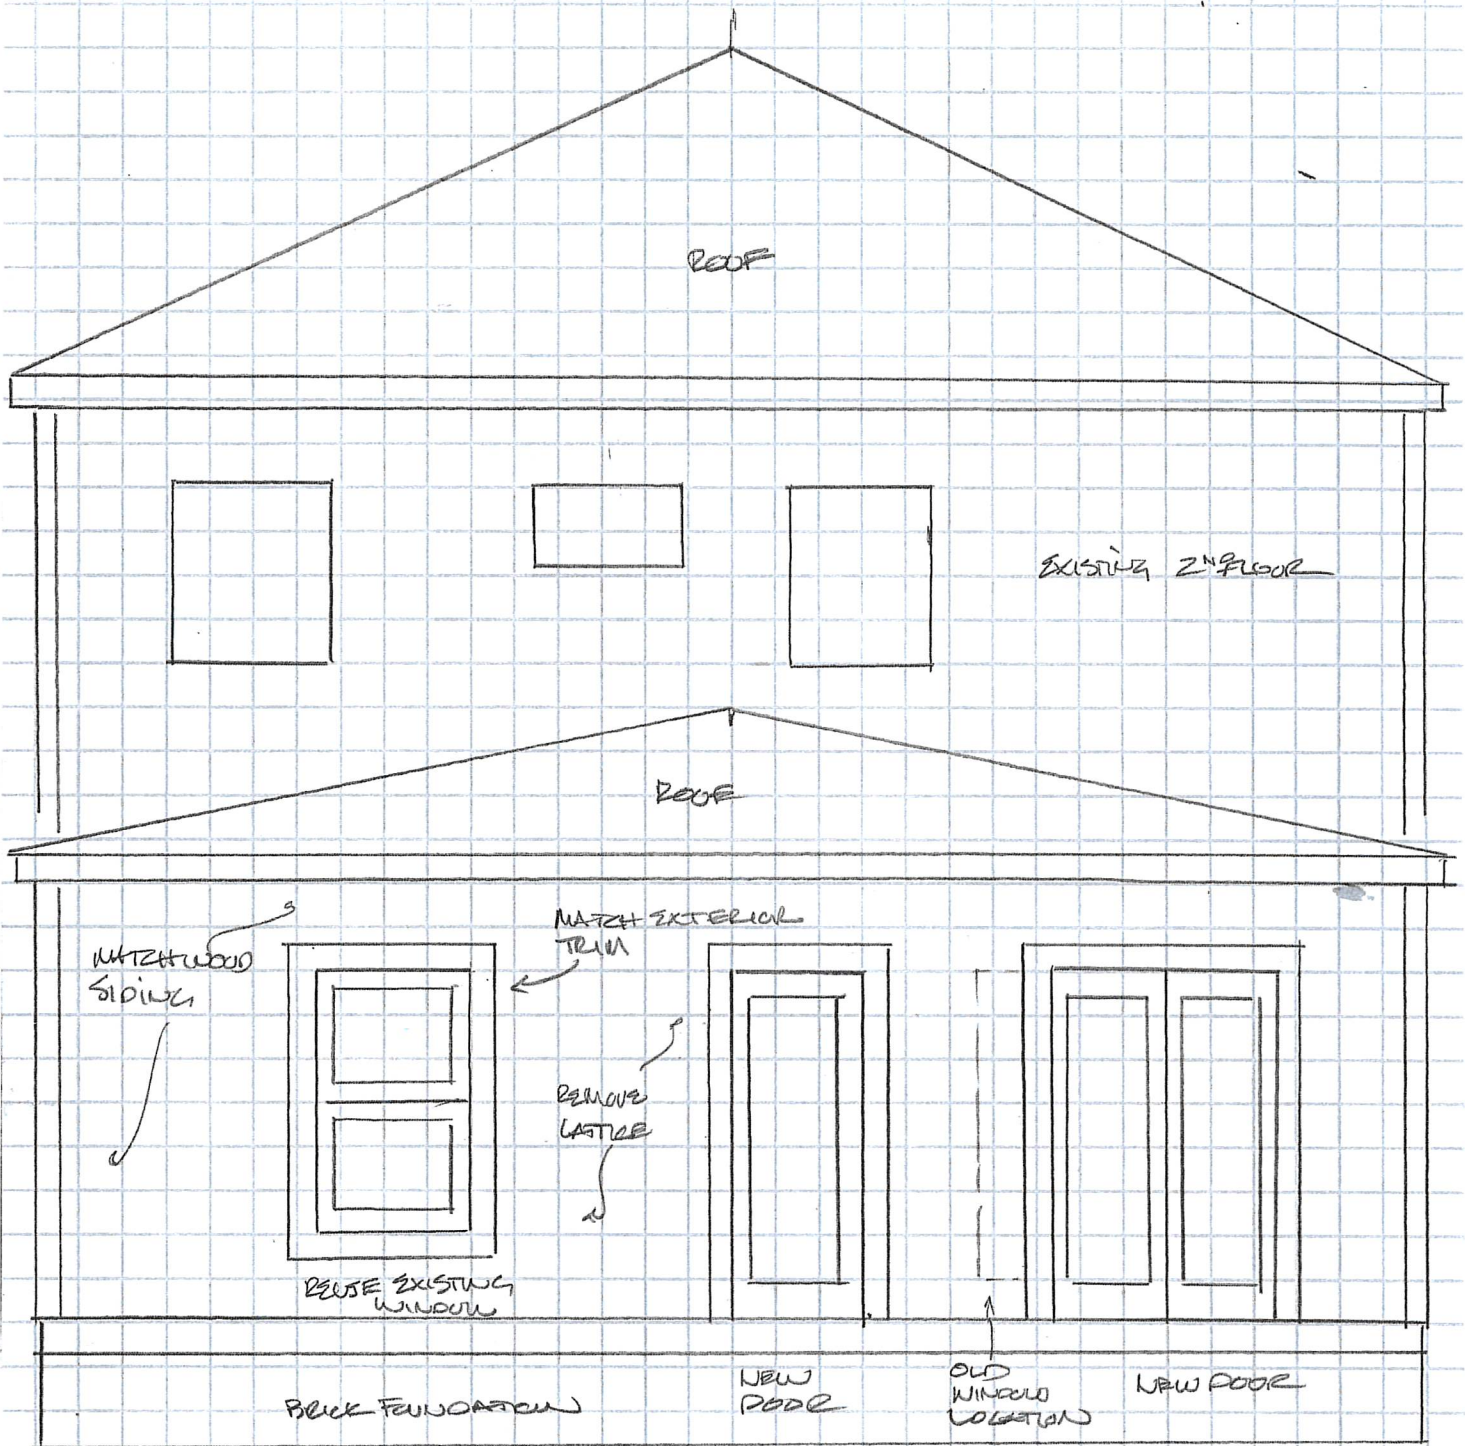 ROOF
EXISTING 2ND FLOOR
ROOF
MATCH WOOD
SIDING
MATCH EXTERIOR
TRIM
REMOVE
LATTICE
REUSE EXISTING
WINDOW
BRICK FOUNDATION
NEW
DOOR
OLD
WINDOW
LOCATION
NEW DOOR